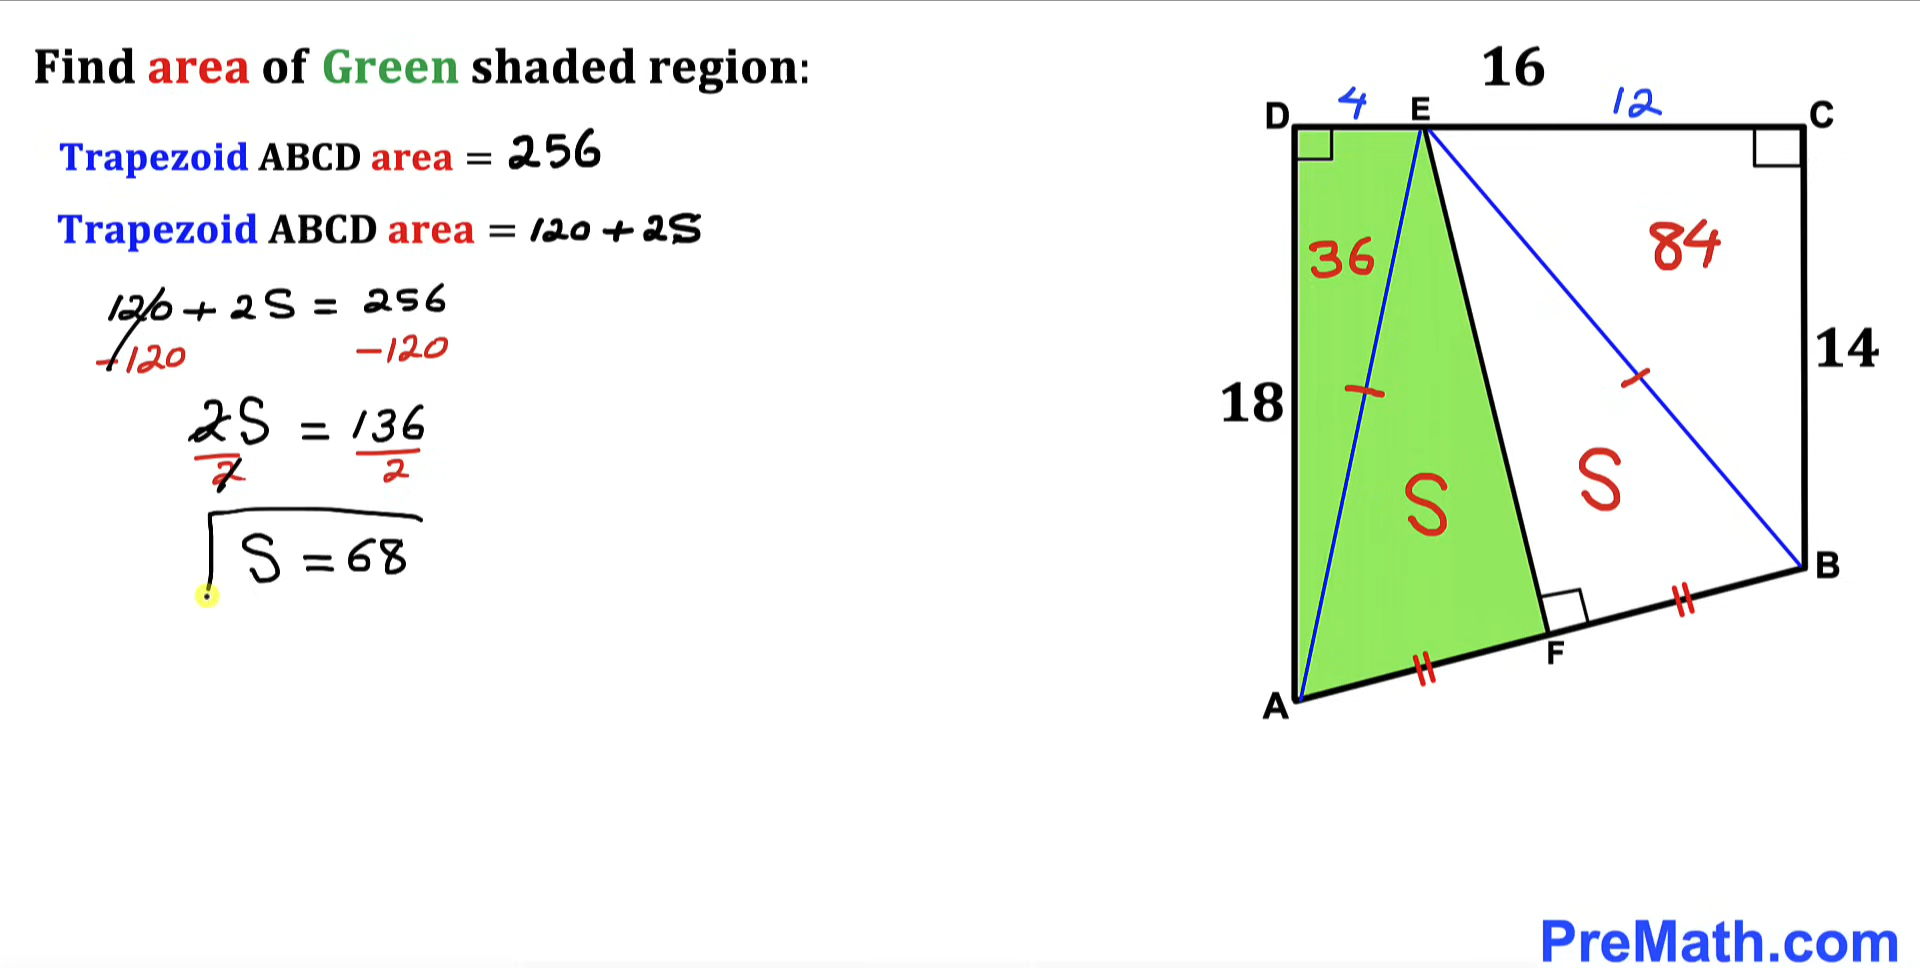 Find area of Green shaded region:
Trapezoid ABCD area = 256
Trapezoid ABCD area = 120 + 2S
120 + 2S = 256
-120 -120
2S = 136
2 2
S = 68
16
D 4 E 12 C
36 84
18 14
S S
B
F
A
PreMath.com